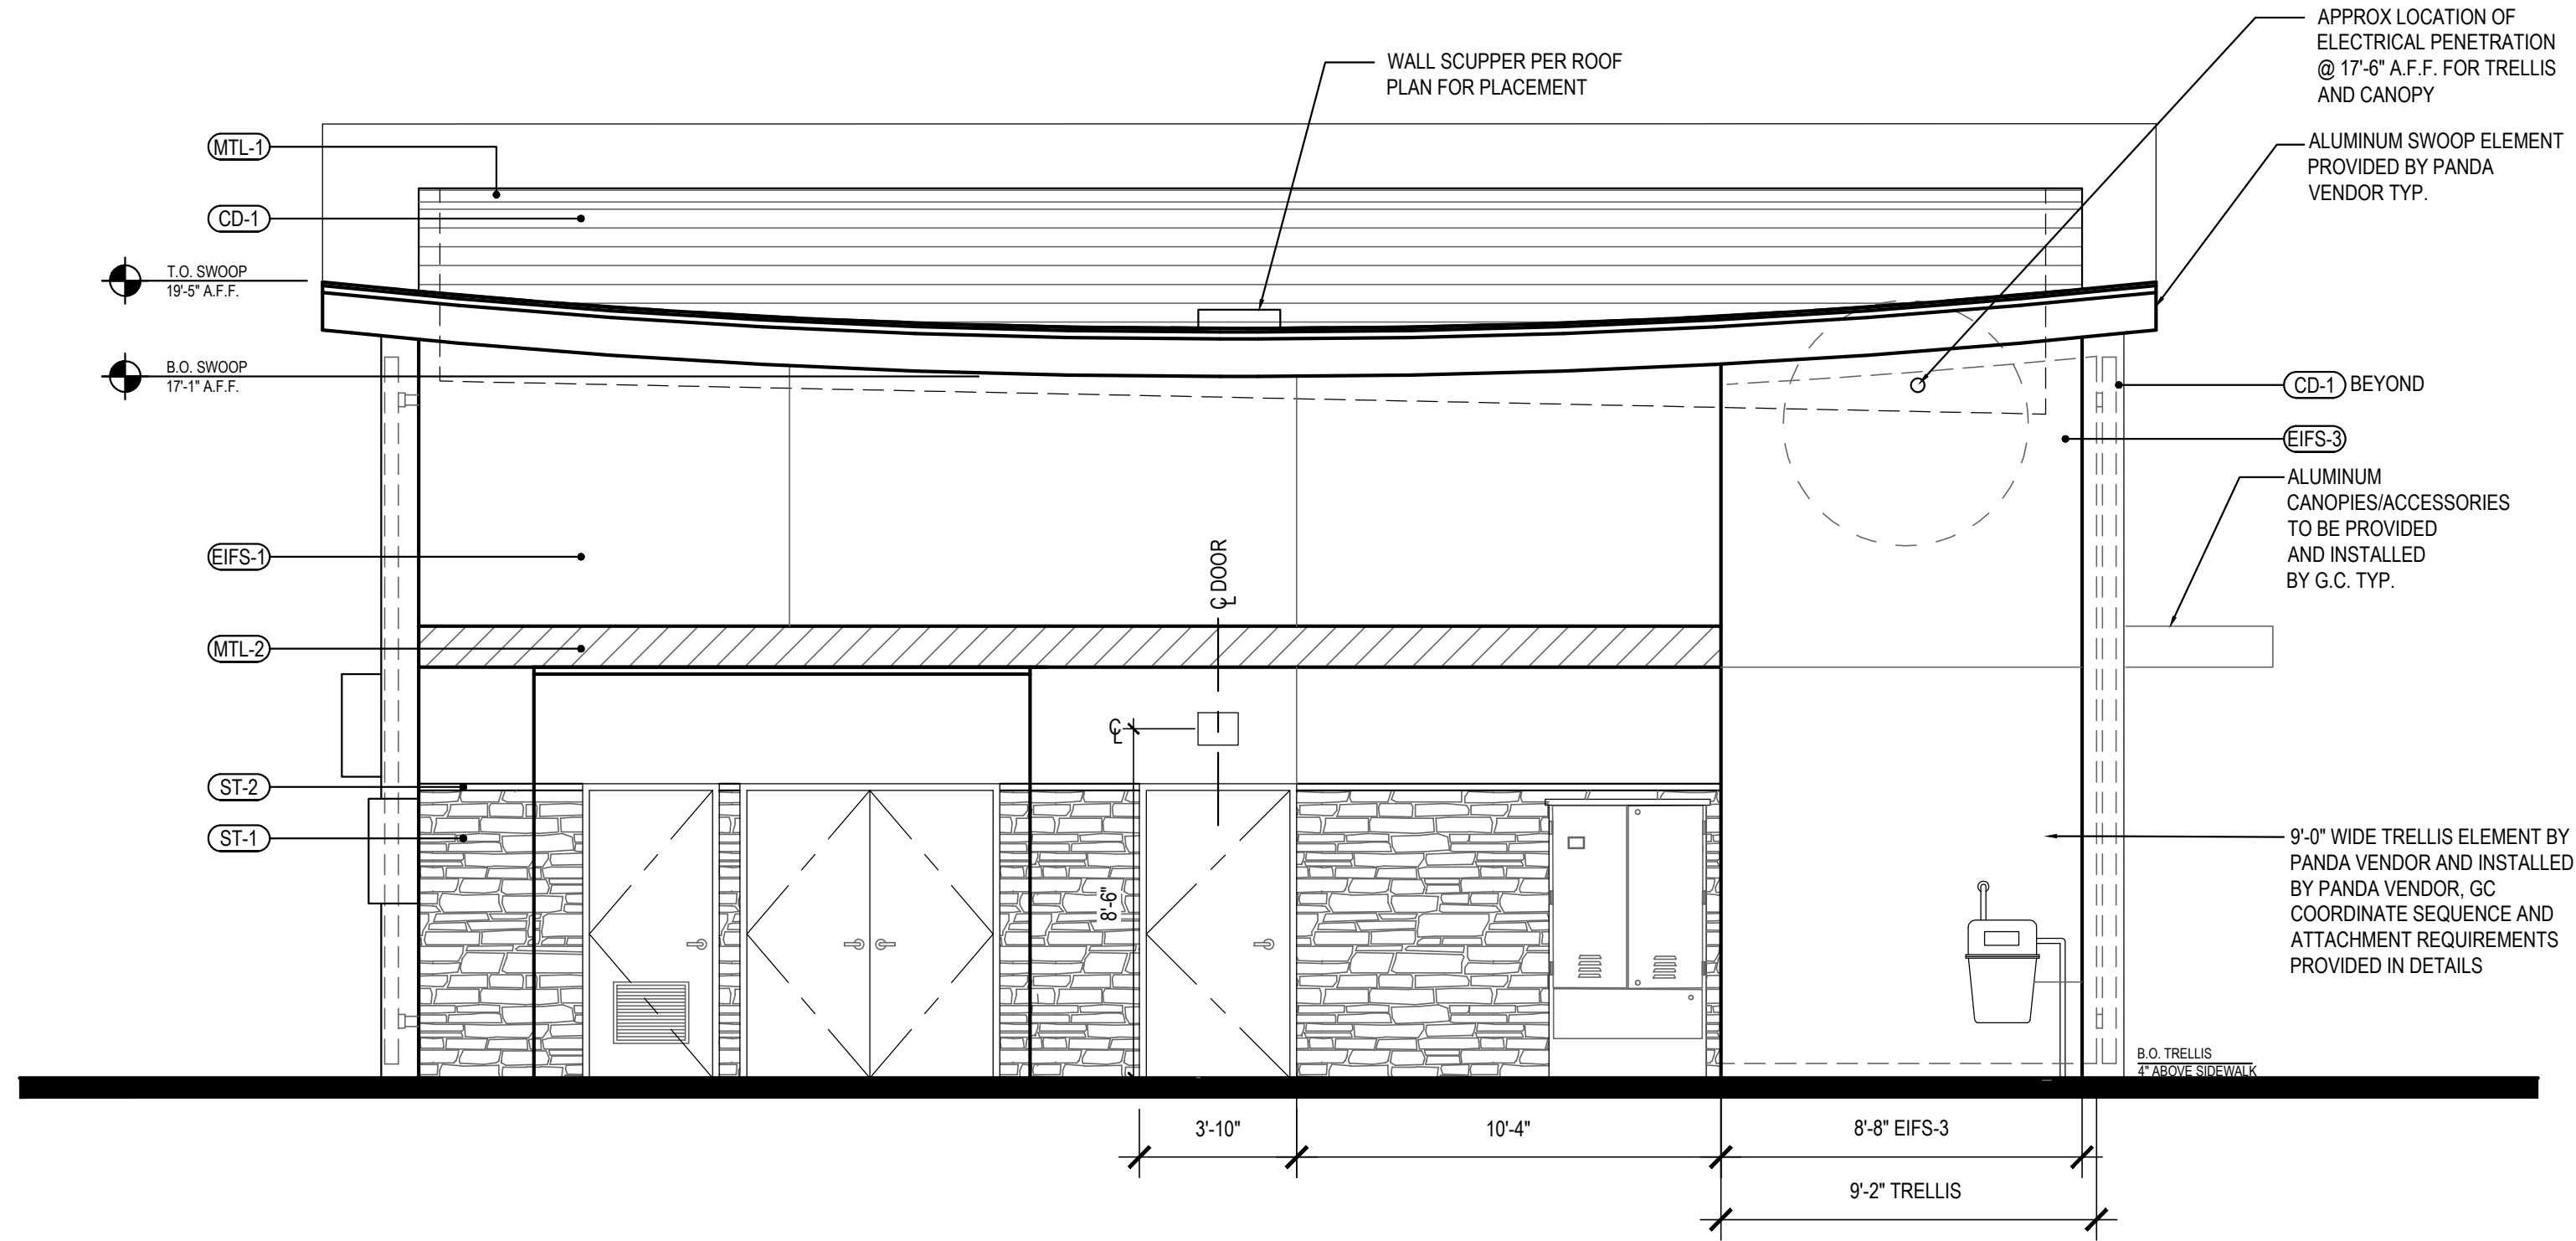 APPROX LOCATION OF
ELECTRICAL PENETRATION
@ 17'-6" A.F.F. FOR TRELLIS
AND CANOPY
WALL SCUPPER PER ROOF
PLAN FOR PLACEMENT
ALUMINUM SWOOP ELEMENT
PROVIDED BY PANDA
VENDOR TYP.
MTL-1
CD-1
T.O. SWOOP
19'-5" A.F.F.
B.O. SWOOP
17'-1" A.F.F.
CD-1 BEYOND
EIFS-3
ALUMINUM
CANOPIES/ACCESSORIES
TO BE PROVIDED
AND INSTALLED
BY G.C. TYP.
EIFS-1
CL DOOR
MTL-2
CL
ST-2
ST-1
8'-6"
9'-0" WIDE TRELLIS ELEMENT BY
PANDA VENDOR AND INSTALLED
BY PANDA VENDOR, GC
COORDINATE SEQUENCE AND
ATTACHMENT REQUIREMENTS
PROVIDED IN DETAILS
B.O. TRELLIS
4" ABOVE SIDEWALK
3'-10"
10'-4"
8'-8" EIFS-3
9'-2" TRELLIS